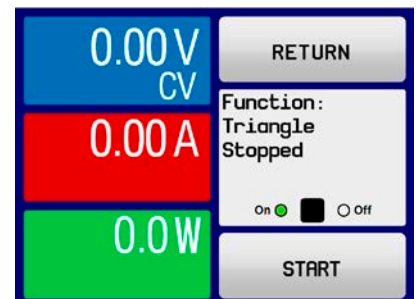 0.00 V
CV
0.00 A
0.0 W
RETURN
Function:
Triangle
Stopped
On Off
START